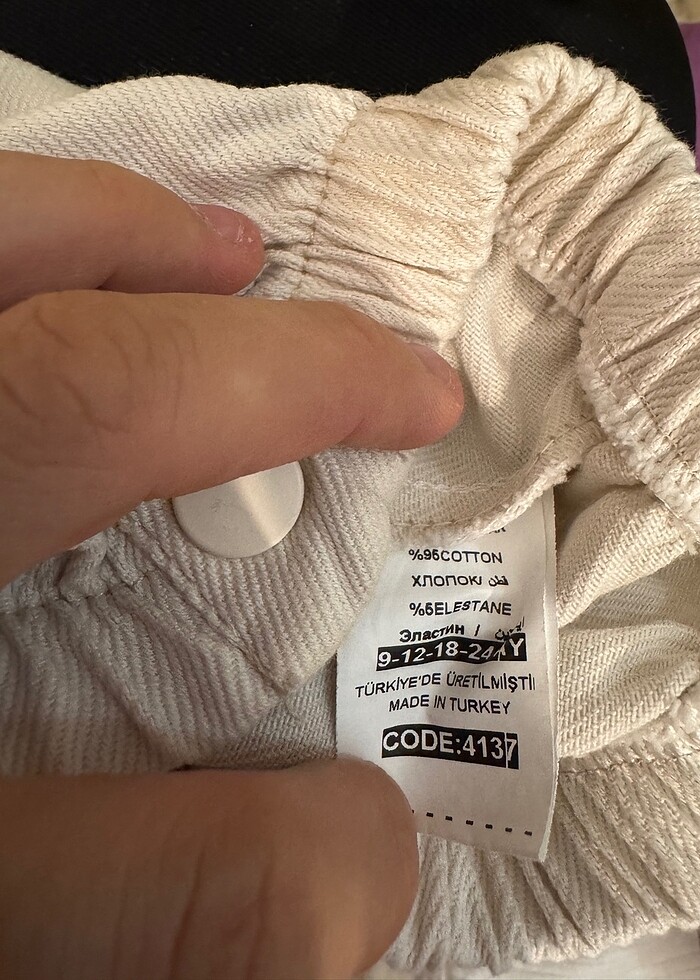 %95COTTON
ХЛОПОК/ قطن
%5ELESTANE
Эластин /
9-12-18-24AY
TÜRKİYE'DE ÜRETİLMİŞTİ
MADE IN TURKEY
CODE:4137